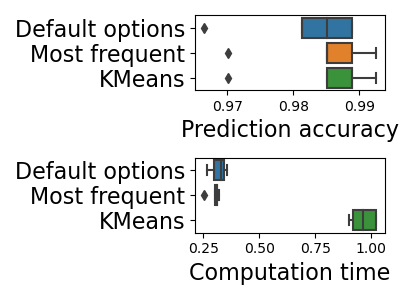 Default options
Most frequent
KMeans
0.97 0.98 0.99
Prediction accuracy
Default options
Most frequent
KMeans
0.25 0.50 0.75 1.00
Computation time